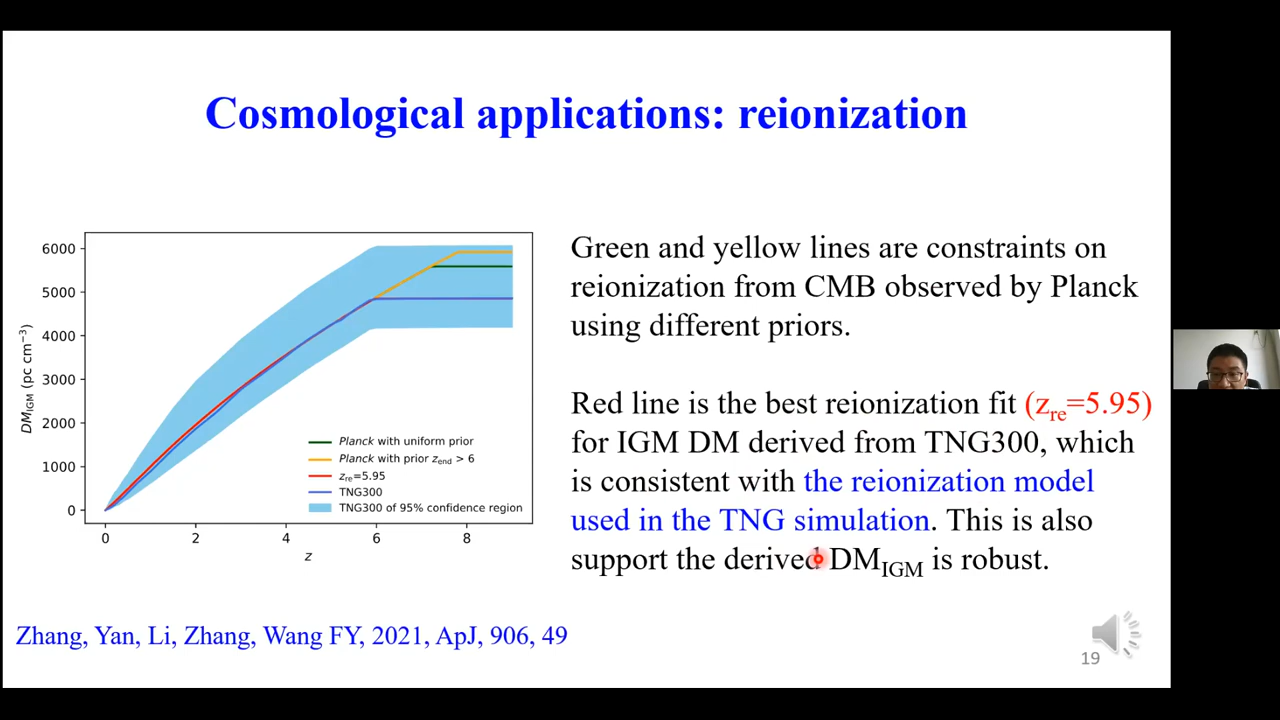 Cosmological applications: reionization
6000
5000
4000
3000
2000
1000
0
DM_IGM (pc cm⁻³)
Planck with uniform prior
Planck with prior z_end > 6
z_re=5.95
TNG300
TNG300 of 95% confidence region
0 2 4 6 8
z
Green and yellow lines are constraints on
reionization from CMB observed by Planck
using different priors.
Red line is the best reionization fit (z_re=5.95)
for IGM DM derived from TNG300, which
is consistent with the reionization model
used in the TNG simulation. This is also
support the derived DM_IGM is robust.
Zhang, Yan, Li, Zhang, Wang FY, 2021, ApJ, 906, 49
19